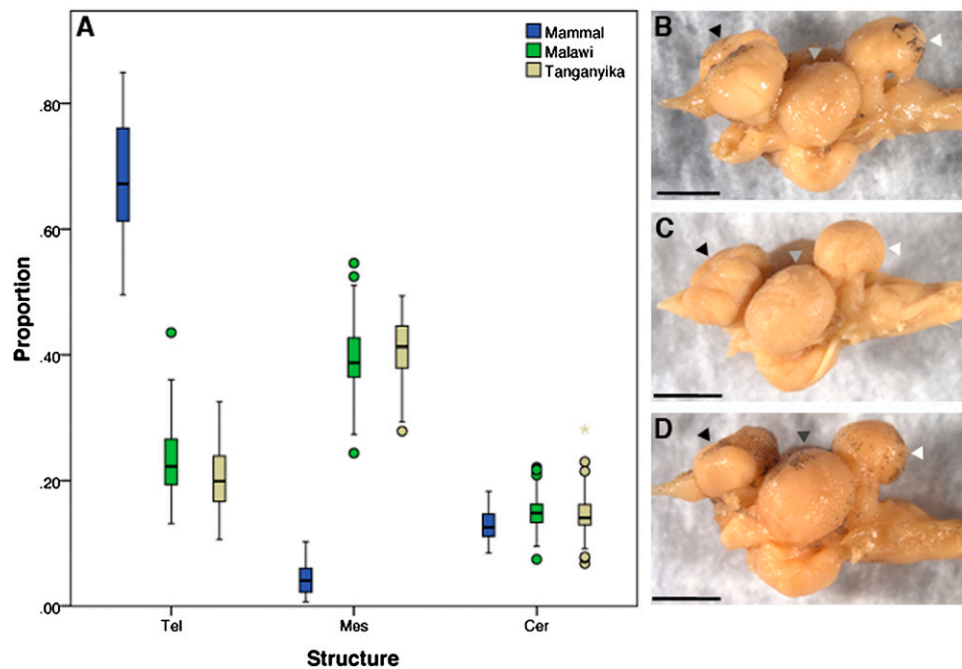 A
Mammal
Malawi
Tanganyika
.80
.60
.40
.20
.00
Proportion
Tel
Mes
Cer
Structure
B
C
D